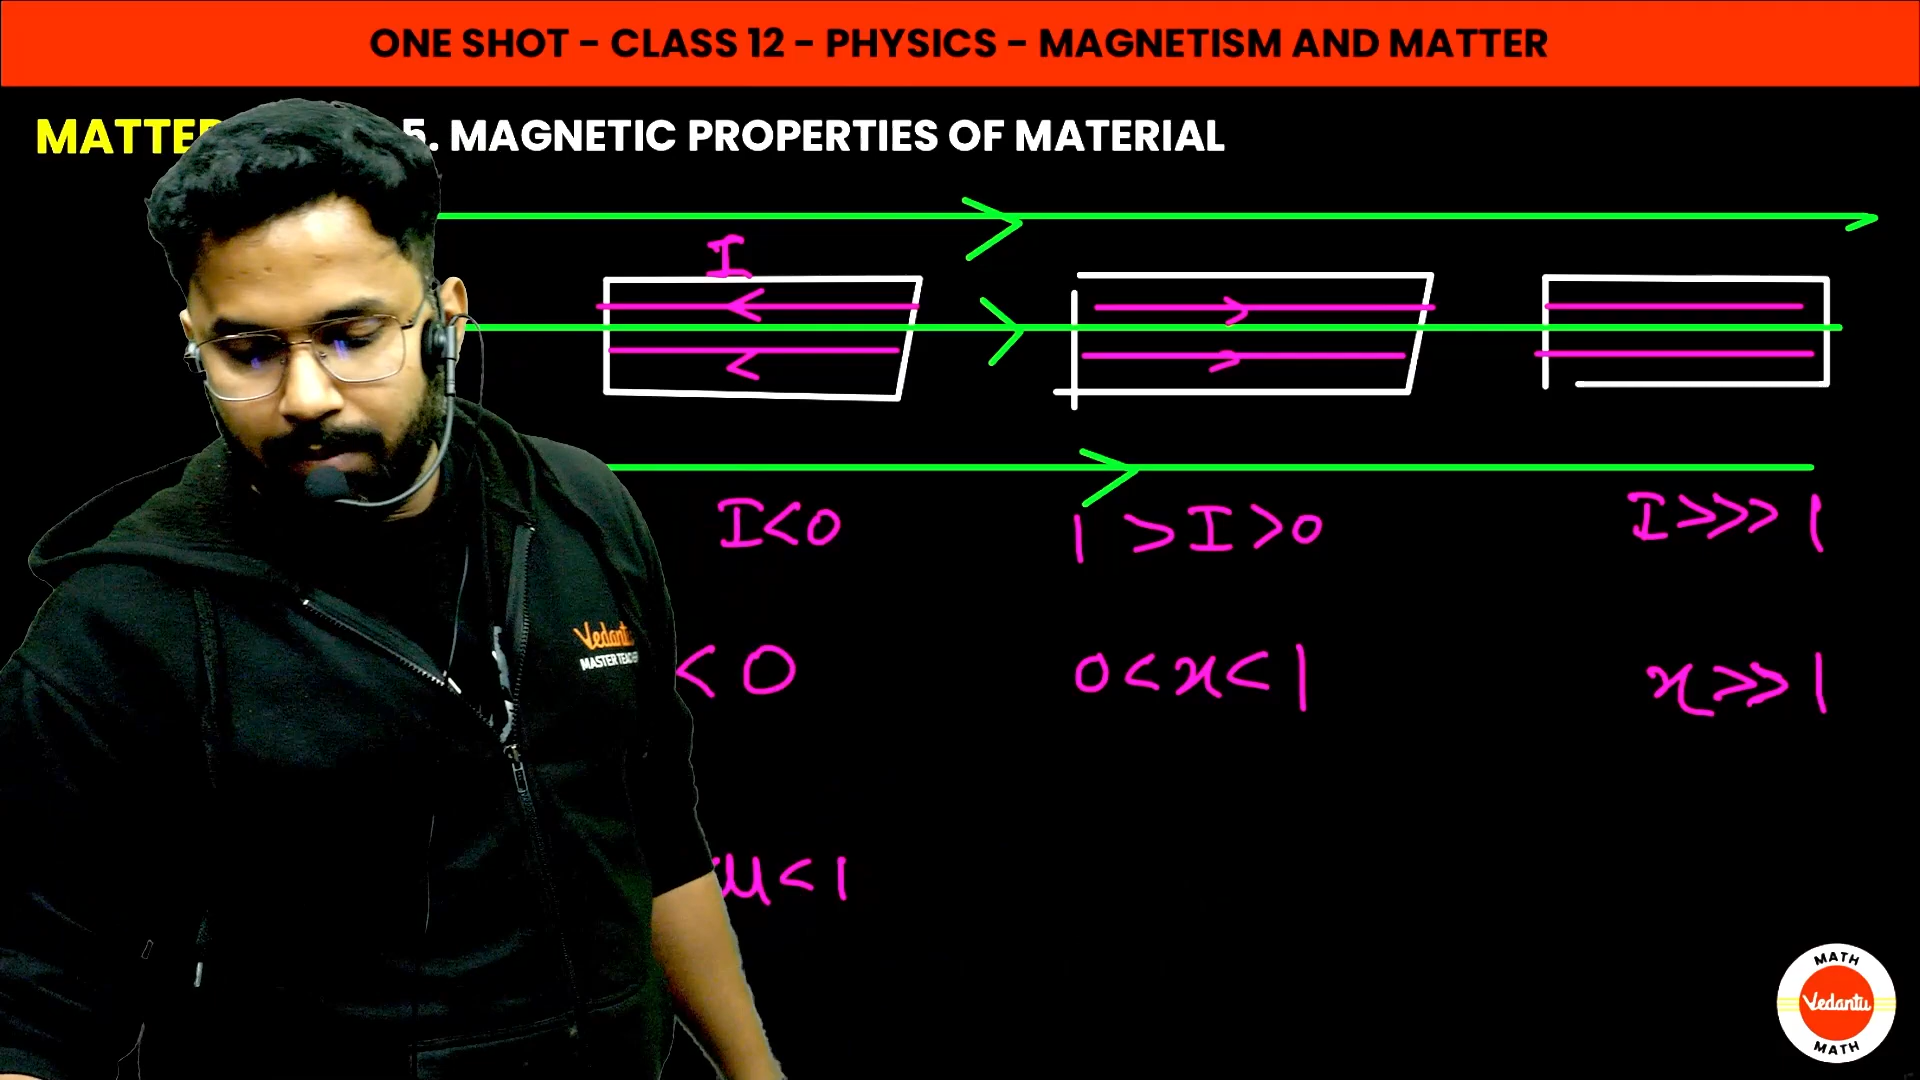 ONE SHOT - CLASS 12 - PHYSICS - MAGNETISM AND MATTER
5. MAGNETIC PROPERTIES OF MATERIAL
I
I<0 1>I>0 I>>>1
<0 0<x<1 x>>1
μ<1
Vedantu
MASTER
MATH
Vedantu
MATH